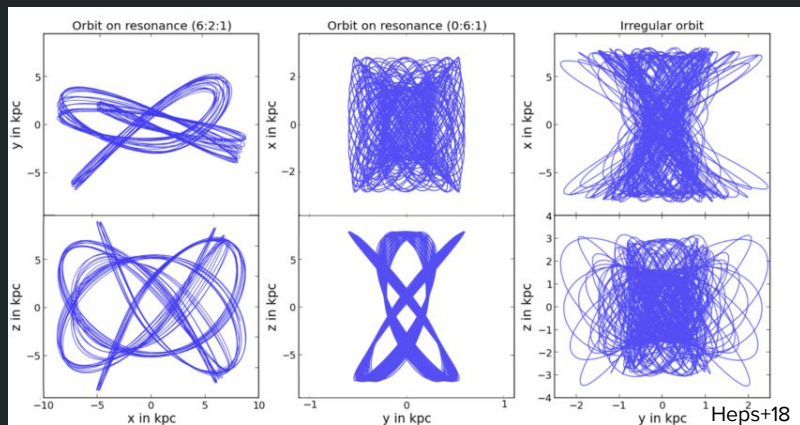 Orbit on resonance (6:2:1)
Orbit on resonance (0:6:1)
Irregular orbit
y in kpc
5
0
−5
x in kpc
2
0
−2
x in kpc
5
0
−5
z in kpc
5
0
−5
−10
−5
0
5
10
x in kpc
z in kpc
5
0
−5
−1
0
1
y in kpc
z in kpc
4
3
2
1
0
−1
−2
−3
−4
−2
−1
0
1
2
y in kpc
Heps+18